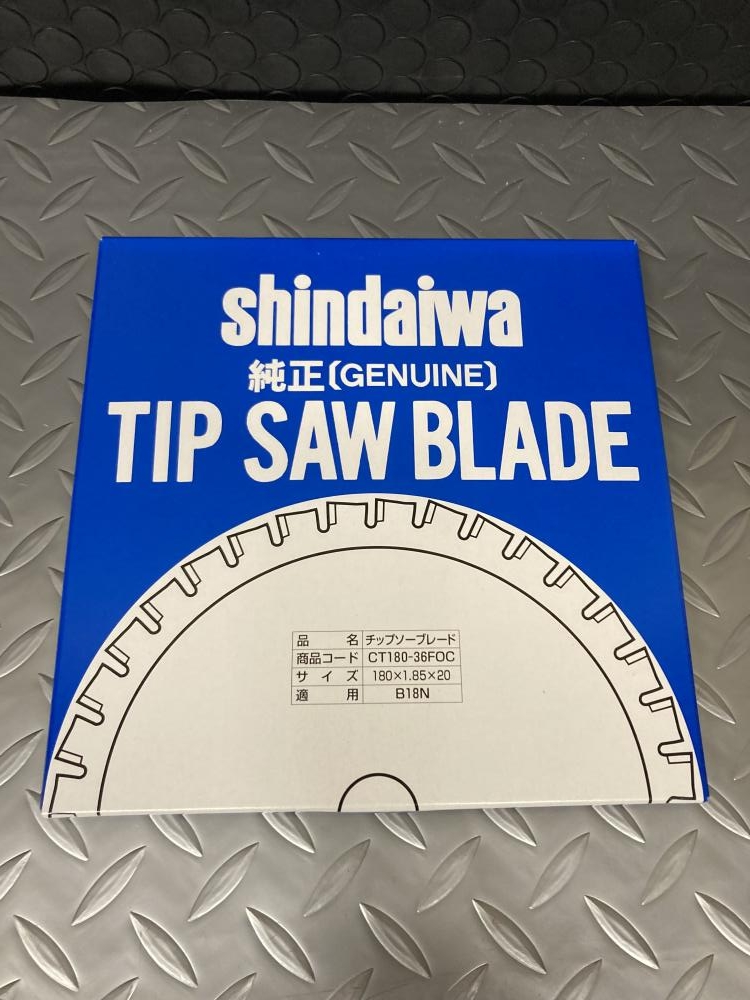 shindaiwa
純正〔GENUINE〕
TIP SAW BLADE
品名 チップソーブレード
商品コード CT180-36FOC
サイズ 180×1.85×20
適用 B18N